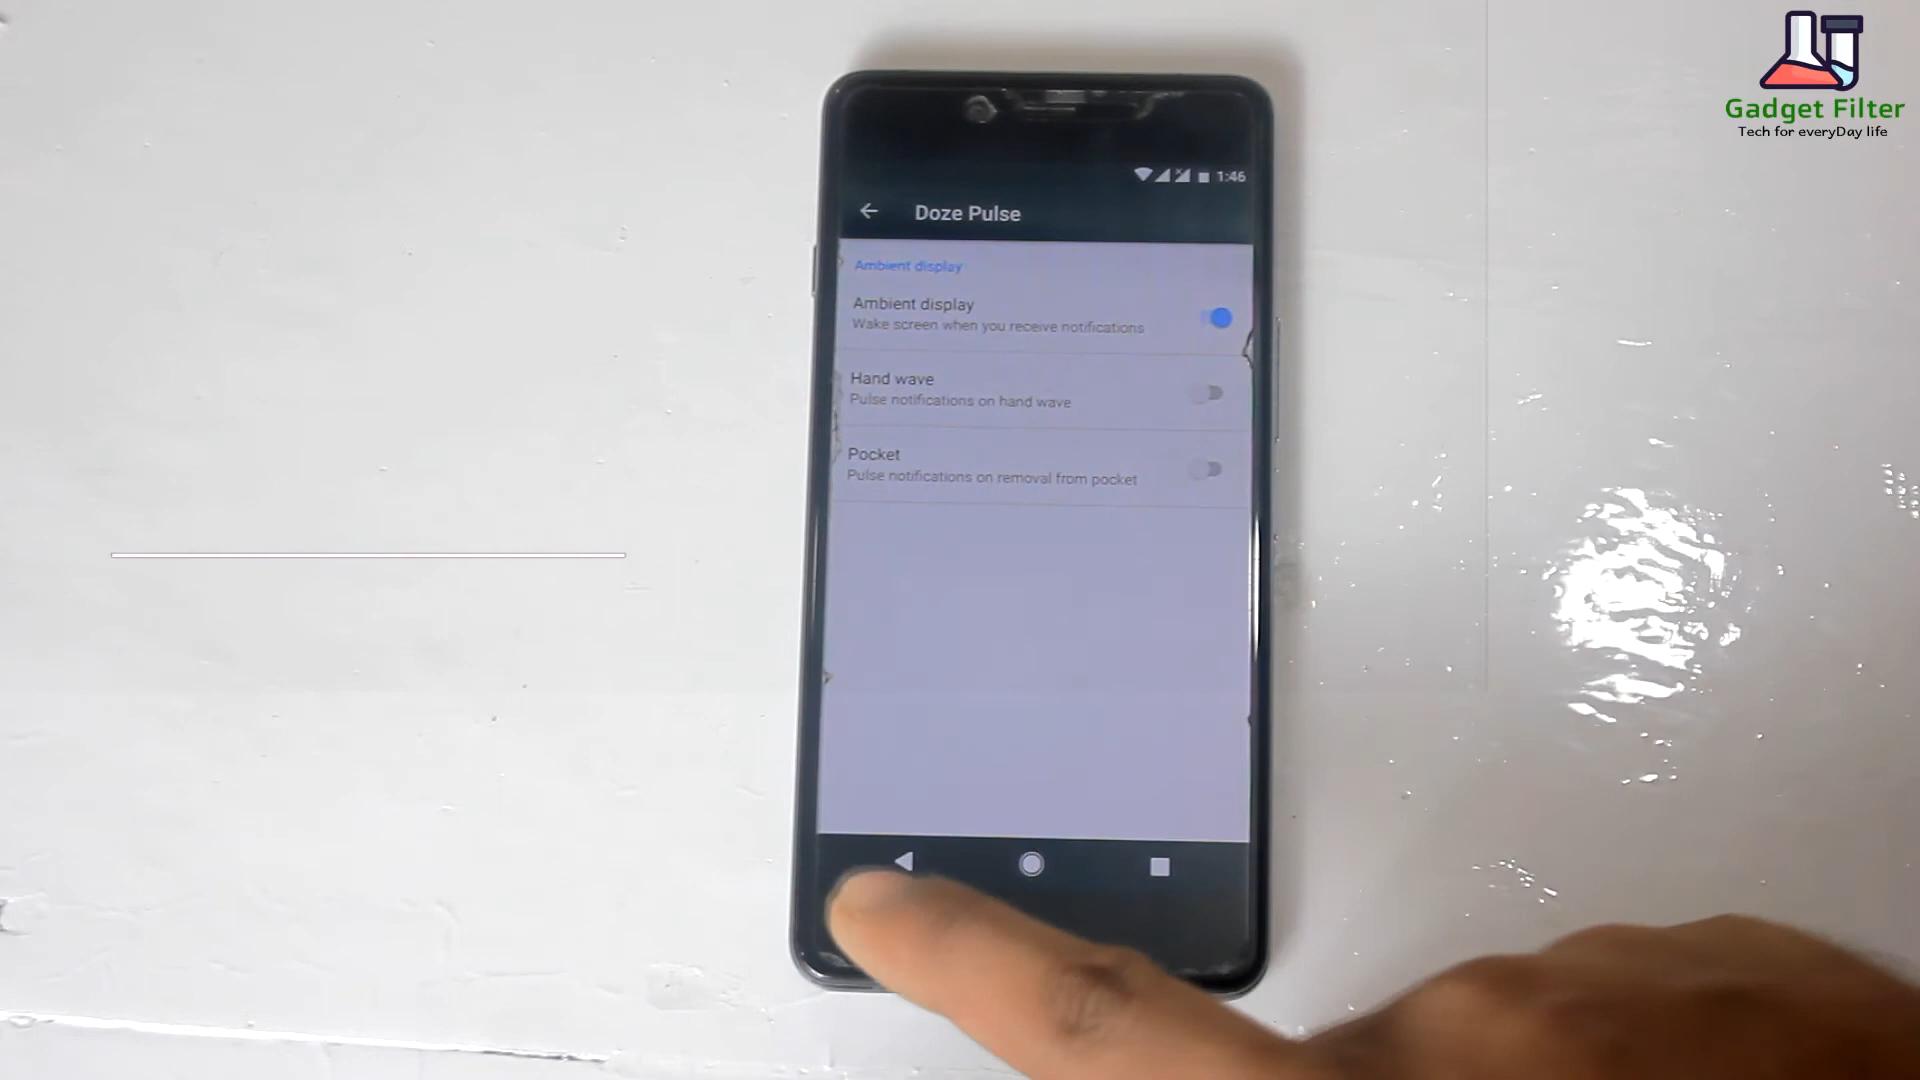 Gadget Filter
Tech for everyDay life
1:46
Doze Pulse
Ambient display
Ambient display
Wake screen when you receive notifications
Hand wave
Pulse notifications on hand wave
Pocket
Pulse notifications on removal from pocket